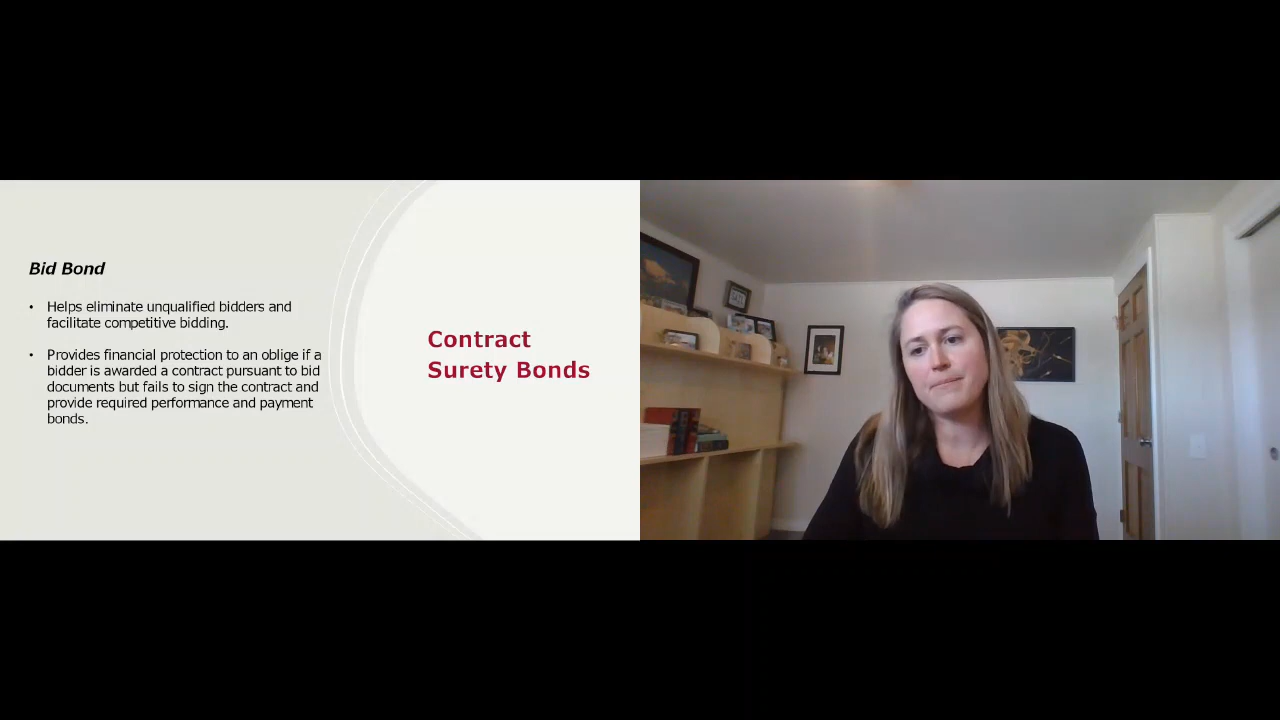 Bid Bond
• Helps eliminate unqualified bidders and
facilitate competitive bidding.
• Provides financial protection to an oblige if a
bidder is awarded a contract pursuant to bid
documents but fails to sign the contract and
provide required performance and payment
bonds.
Contract
Surety Bonds